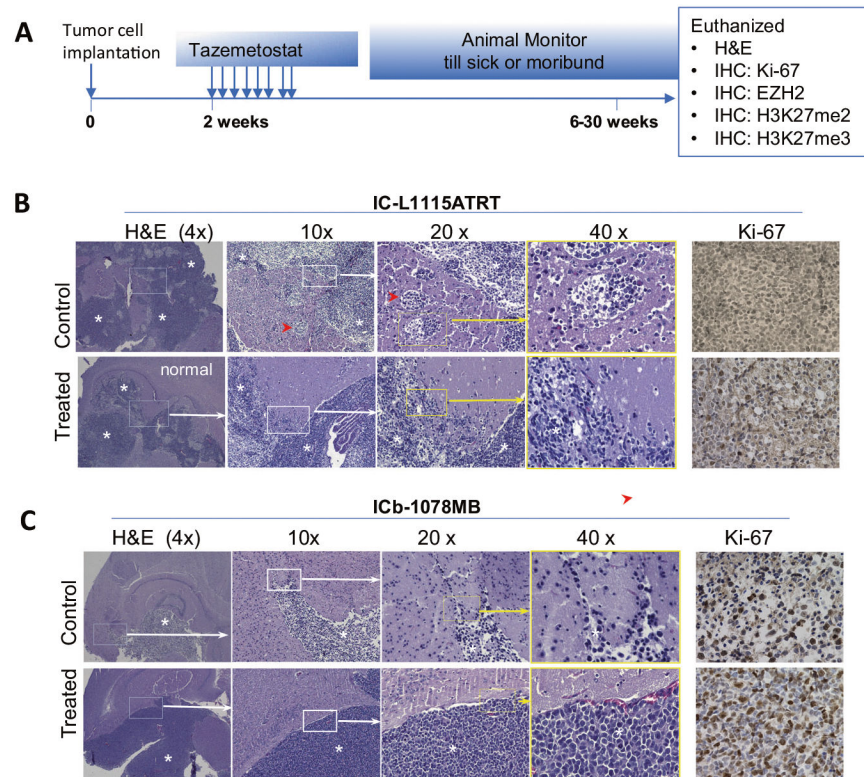 A
Tumor cell
implantation
Tazemetostat
Animal Monitor
till sick or moribund
0
2 weeks
6-30 weeks
Euthanized
• H&E
• IHC: Ki-67
• IHC: EZH2
• IHC: H3K27me2
• IHC: H3K27me3
B
IC-L1115ATRT
H&E (4x) 10x 20 x 40 x Ki-67
Control
Treated
normal
C
ICb-1078MB
H&E (4x) 10x 20 x 40 x Ki-67
Control
Treated